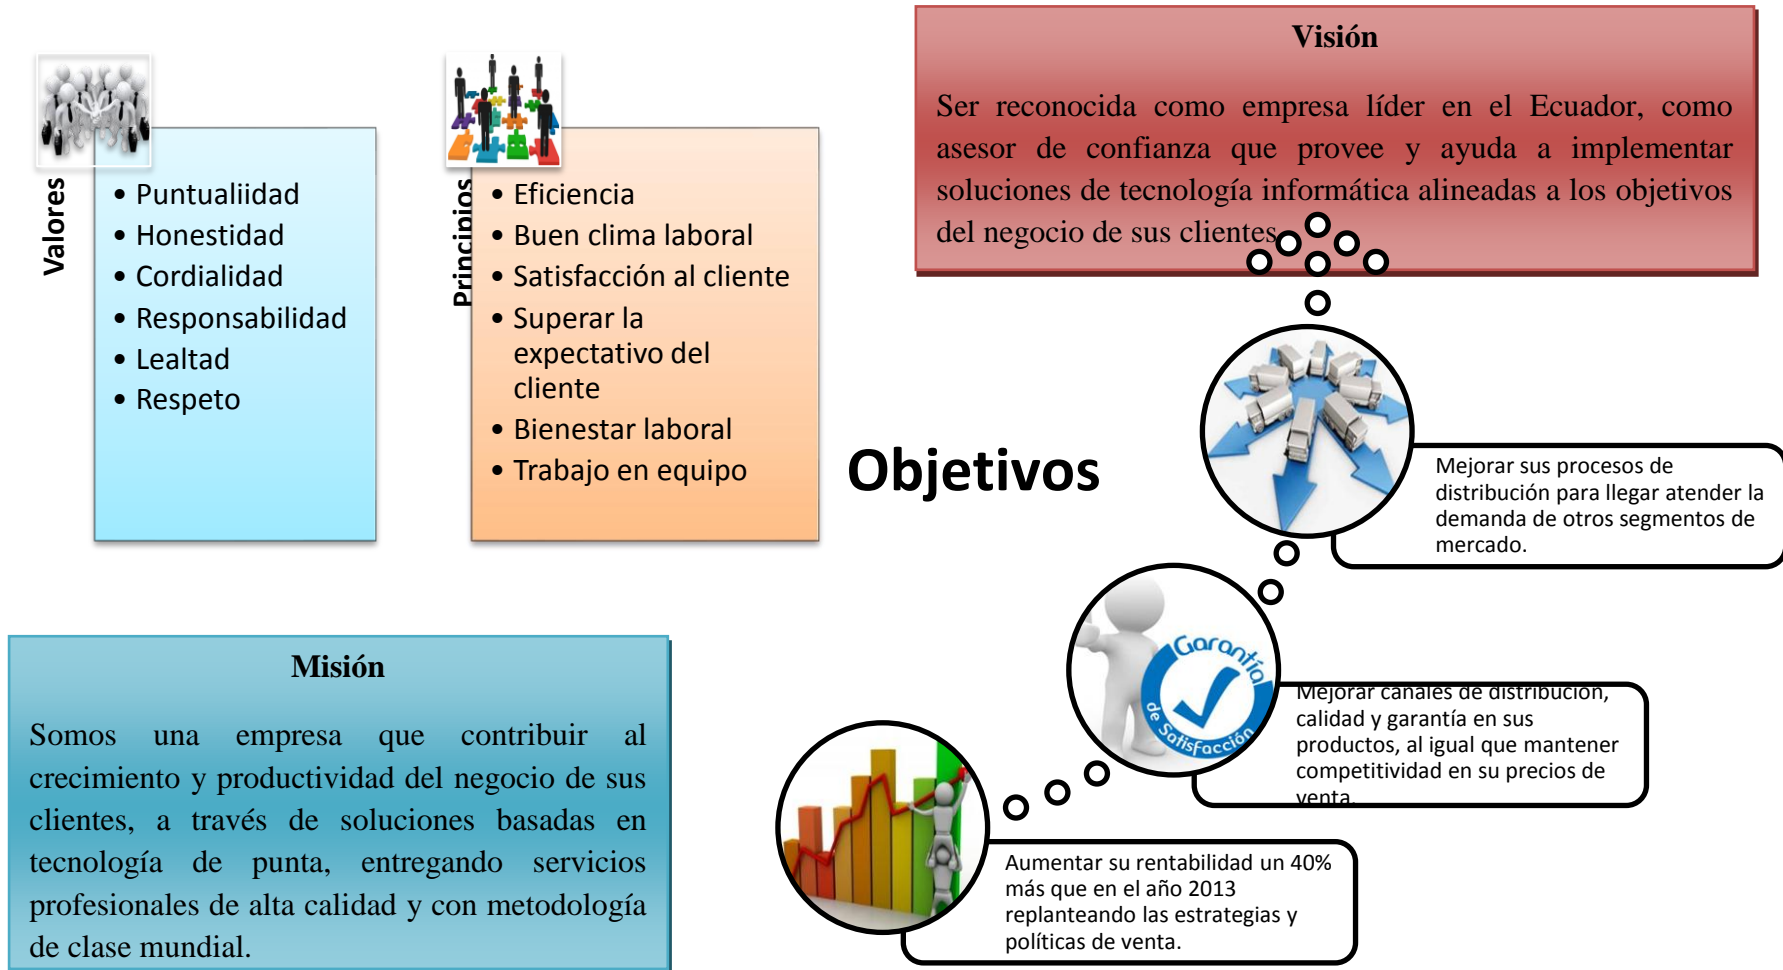 Valores
• Puntualiidad
• Honestidad
• Cordialidad
• Responsabilidad
• Lealtad
• Respeto
Principios
• Eficiencia
• Buen clima laboral
• Satisfacción al cliente
• Superar la
expectativo del
cliente
• Bienestar laboral
• Trabajo en equipo
Visión
Ser reconocida como empresa líder en el Ecuador, como
asesor de confianza que provee y ayuda a implementar
soluciones de tecnología informática alineadas a los objetivos
del negocio de sus clientes
Objetivos
Mejorar sus procesos de
distribución para llegar atender la
demanda de otros segmentos de
mercado.
Garantía
de Satisfacción
Mejorar canales de distribución,
calidad y garantía en sus
productos, al igual que mantener
competitividad en su precios de
venta.
Aumentar su rentabilidad un 40%
más que en el año 2013
replanteando las estrategias y
políticas de venta.
Misión
Somos una empresa que contribuir al
crecimiento y productividad del negocio de sus
clientes, a través de soluciones basadas en
tecnología de punta, entregando servicios
profesionales de alta calidad y con metodología
de clase mundial.